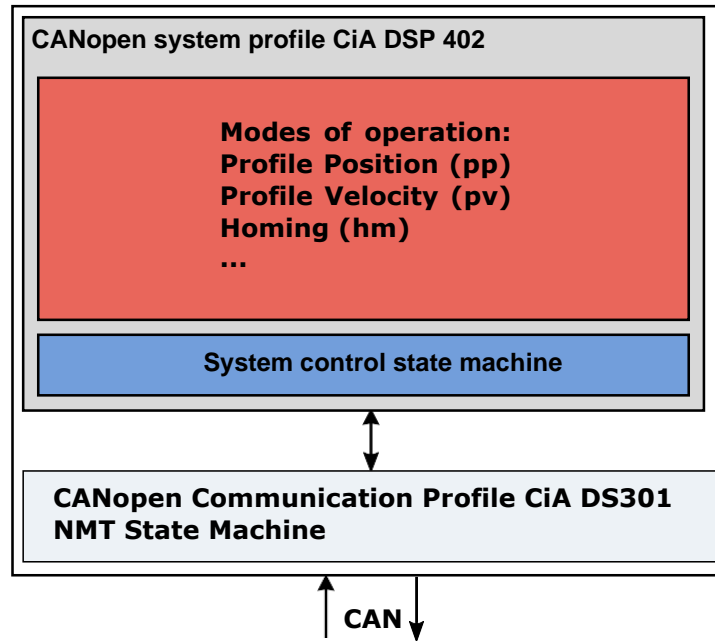 CANopen system profile CiA DSP 402
Modes of operation:
Profile Position (pp)
Profile Velocity (pv)
Homing (hm)
...
System control state machine
CANopen Communication Profile CiA DS301
NMT State Machine
CAN